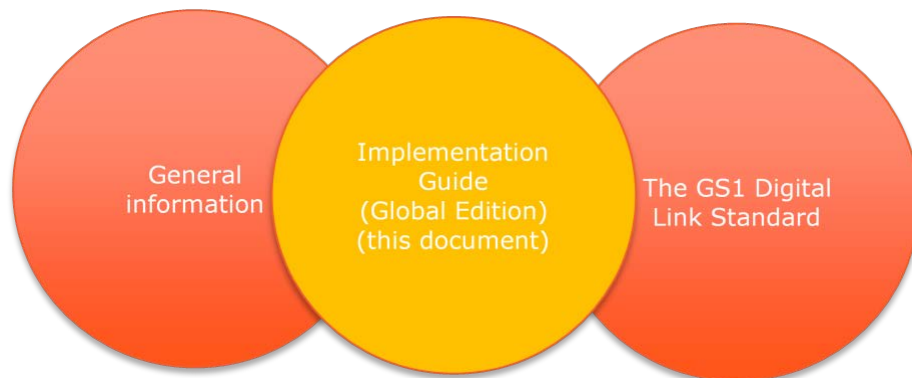 General
information
Implementation
Guide
(Global Edition)
(this document)
The GS1 Digital
Link Standard